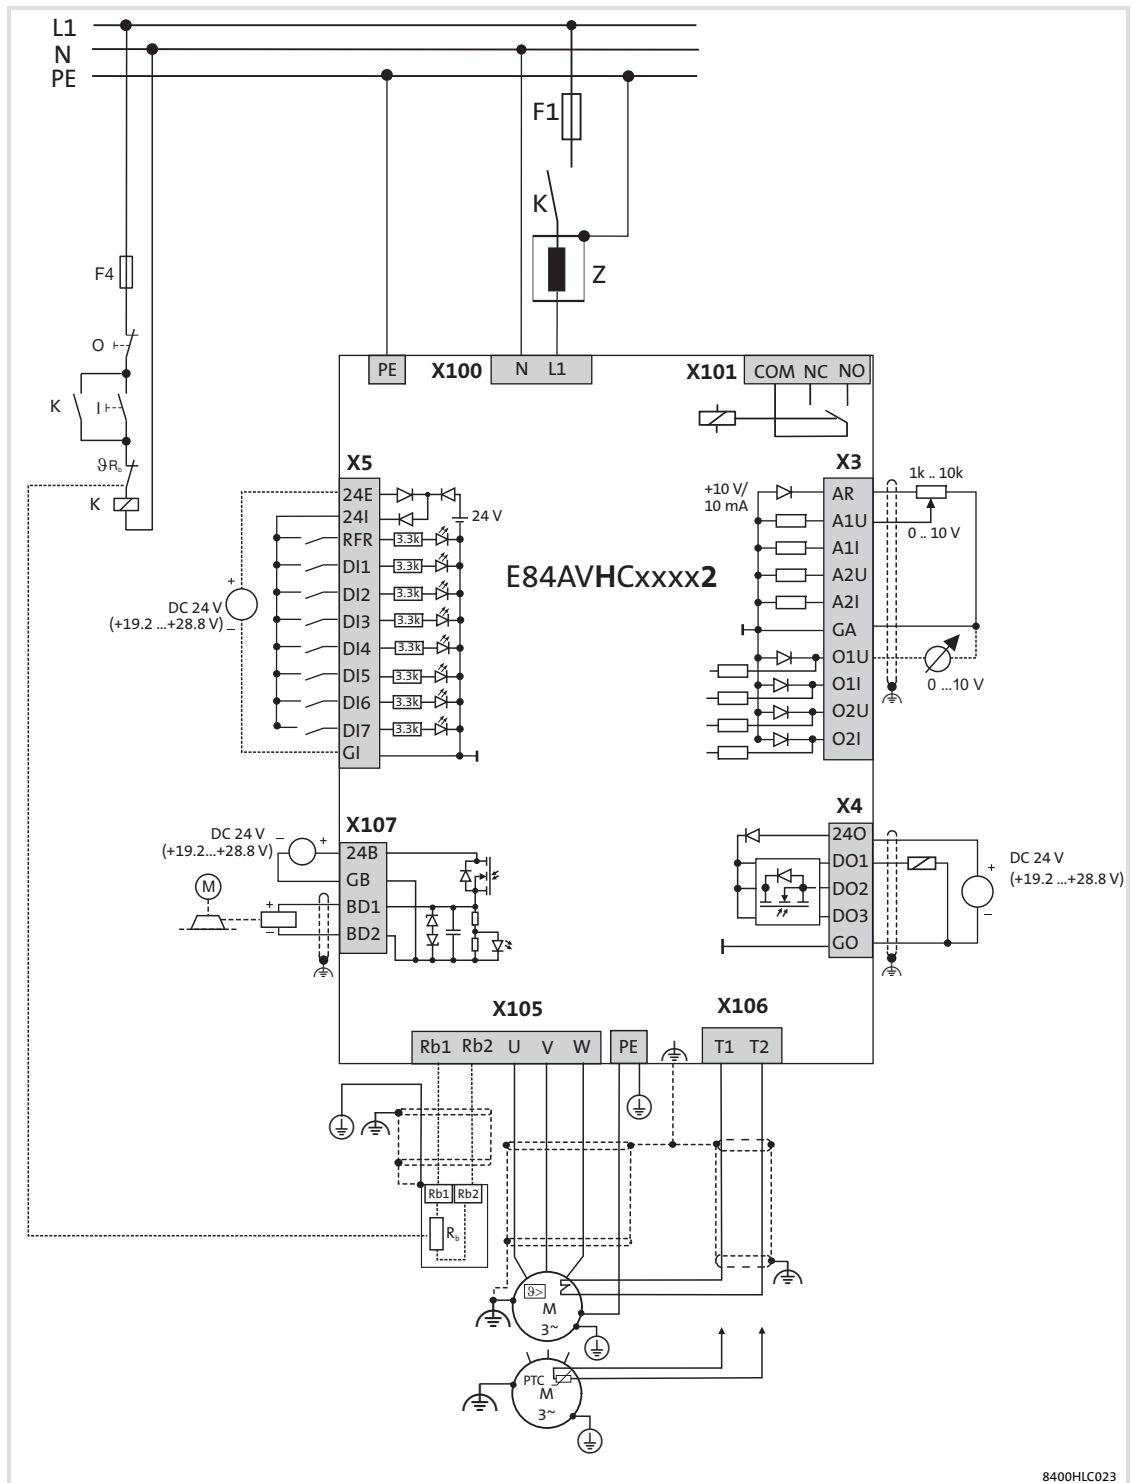 L1
N
PE
F1
K
Z
F4
O
K
I
ϑRb
K
PE
X100
N L1
X101
COM NC NO
X5
24E
24I
RFR
DI1
DI2
DI3
DI4
DI5
DI6
DI7
GI
24 V
3.3k
3.3k
3.3k
3.3k
3.3k
3.3k
3.3k
3.3k
+
DC 24 V
(+19.2 ...+28.8 V)
–
E84AVHCxxxx2
X3
+10 V/
10 mA
AR
A1U
A1I
A2U
A2I
GA
O1U
O1I
O2U
O2I
1k .. 10k
0 .. 10 V
0 ...10 V
X107
DC 24 V
(+19.2...+28.8 V)
–
+
24B
GB
BD1
BD2
M
+
–
X4
24O
DO1
DO2
DO3
GO
+
DC 24 V
(+19.2 ...+28.8 V)
–
X105
Rb1 Rb2 U V W
PE
X106
T1 T2
Rb1 Rb2
Rb
ϑ>
M
3~
PTC
M
3~
8400HLC023